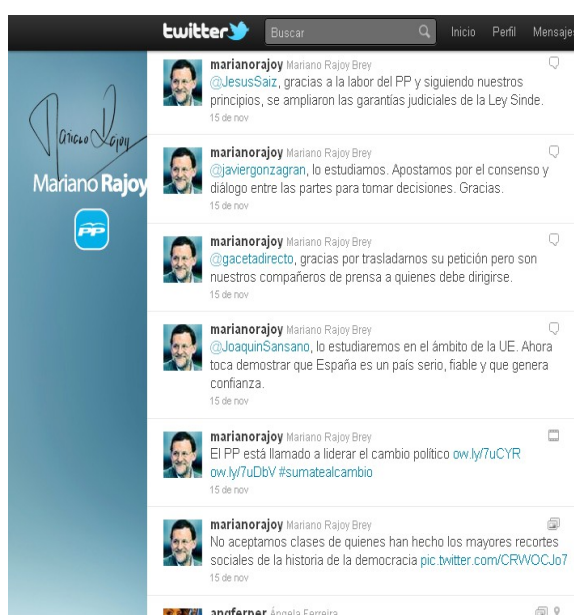 twitter Buscar Inicio Perfil Mensajes
Mariano Rajoy
Mariano Rajoy
PP
marianorajoy Mariano Rajoy Brey
@JesusSaiz, gracias a la labor del PP y siguiendo nuestros
principios, se ampliaron las garantías judiciales de la Ley Sinde.
15 de nov
marianorajoy Mariano Rajoy Brey
@javiergonzagran, lo estudiamos. Apostamos por el consenso y
diálogo entre las partes para tomar decisiones. Gracias.
15 de nov
marianorajoy Mariano Rajoy Brey
@gacetadirecto, gracias por trasladarnos su petición pero son
nuestros compañeros de prensa a quienes debe dirigirse.
15 de nov
marianorajoy Mariano Rajoy Brey
@JoaquinSansano, lo estudiaremos en el ámbito de la UE. Ahora
toca demostrar que España es un país serio, fiable y que genera
confianza.
15 de nov
marianorajoy Mariano Rajoy Brey
El PP está llamado a liderar el cambio político ow.ly/7uCYR
ow.ly/7uDbV #sumatealcambio
15 de nov
marianorajoy Mariano Rajoy Brey
No aceptamos clases de quienes han hecho los mayores recortes
sociales de la historia de la democracia pic.twitter.com/CRWOCJo7
15 de nov
angferper Ángela Ferreira